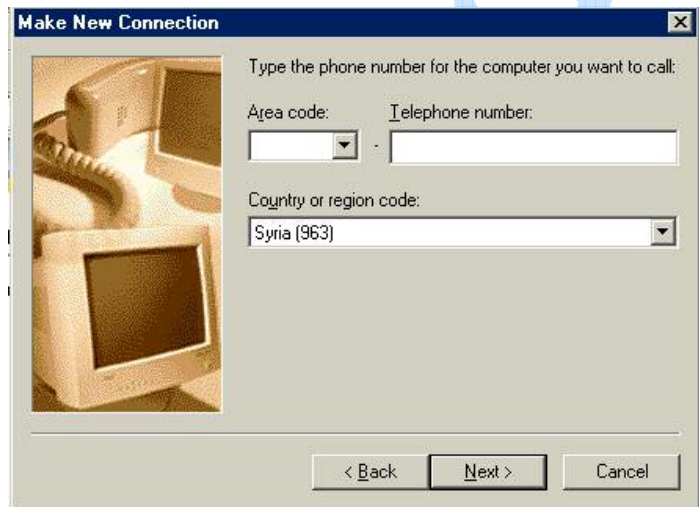 Make New Connection
Type the phone number for the computer you want to call:
Area code: Telephone number:
-
Country or region code:
Syria (963)
< Back Next > Cancel